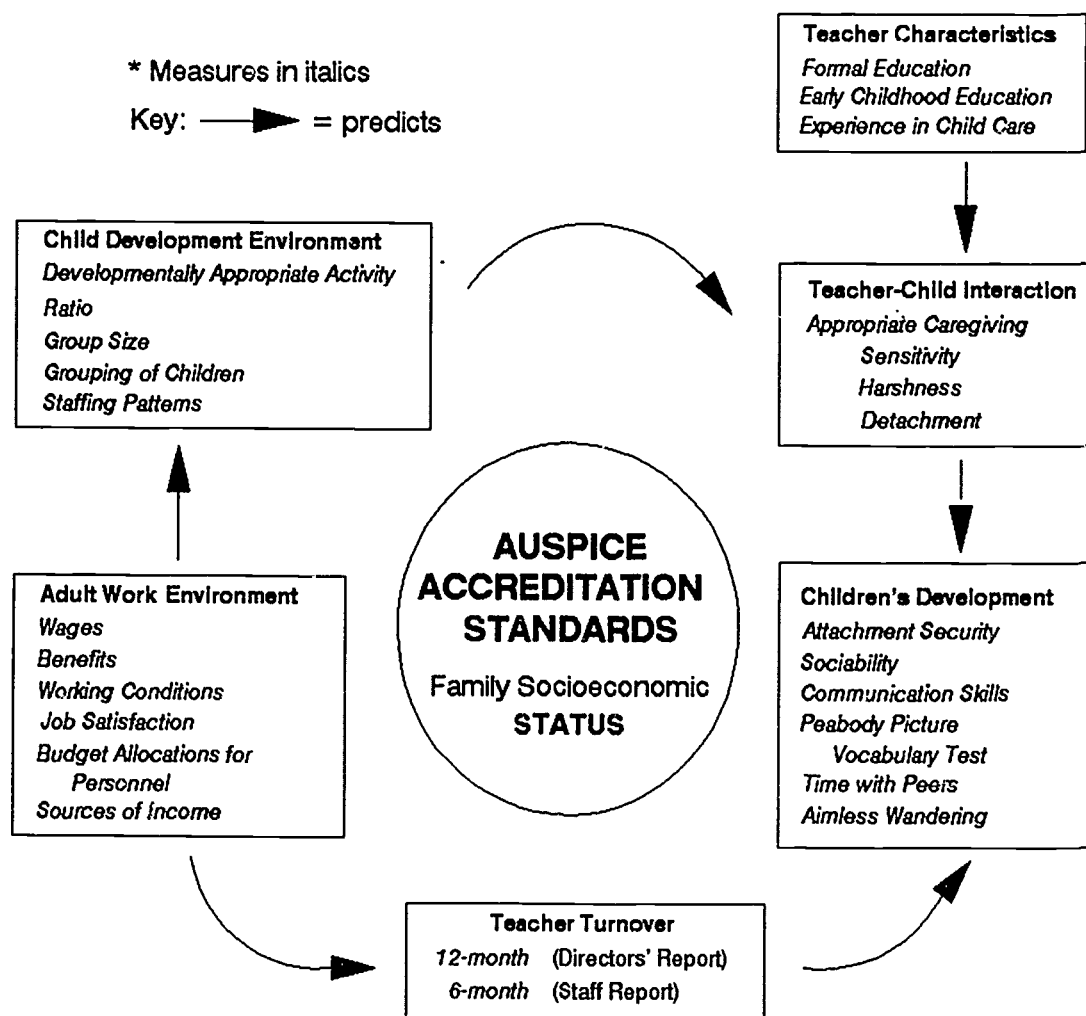 * Measures in italics
Key: = predicts
Teacher Characteristics
Formal Education
Early Childhood Education
Experience in Child Care
Child Development Environment
Developmentally Appropriate Activity
Ratio
Group Size
Grouping of Children
Staffing Patterns
Teacher-Child Interaction
Appropriate Caregiving
Sensitivity
Harshness
Detachment
AUSPICE
ACCREDITATION
STANDARDS
Family Socioeconomic
STATUS
Adult Work Environment
Wages
Benefits
Working Conditions
Job Satisfaction
Budget Allocations for
Personnel
Sources of Income
Children's Development
Attachment Security
Sociability
Communication Skills
Peabody Picture
Vocabulary Test
Time with Peers
Aimless Wandering
Teacher Turnover
12-month (Directors' Report)
6-month (Staff Report)